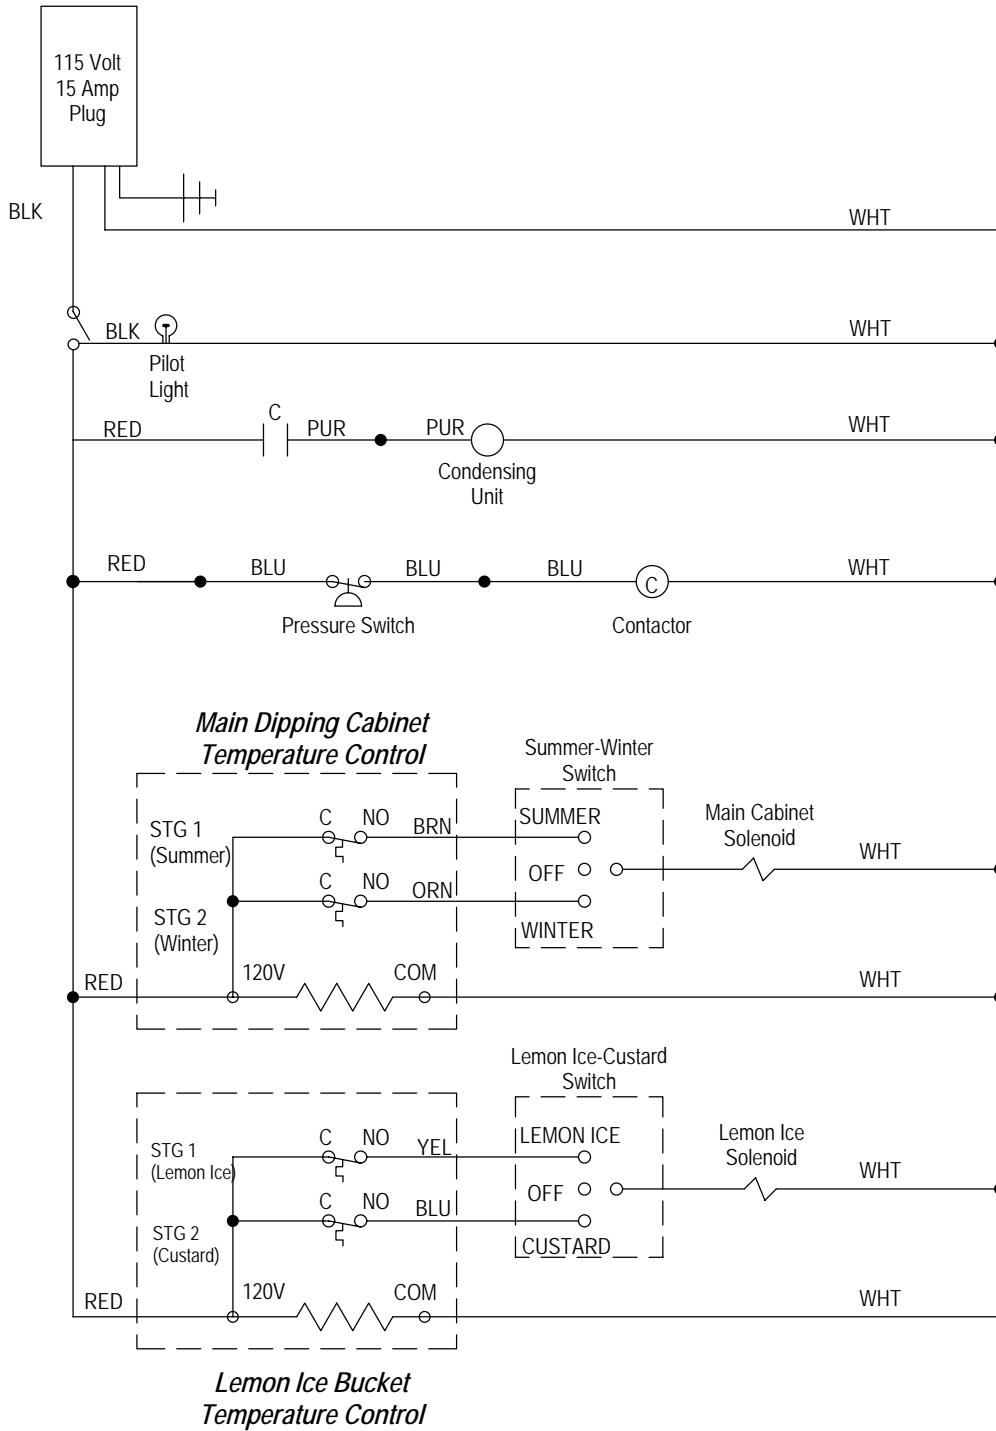 115 Volt
15 Amp
Plug
BLK
WHT
BLK
WHT
Pilot
Light
RED
C
PUR
PUR
WHT
Condensing
Unit
RED
BLU
BLU
BLU
C
WHT
Pressure Switch
Contactor
Main Dipping Cabinet
Temperature Control
Summer-Winter
Switch
STG 1
(Summer)
C
NO
BRN
SUMMER
Main Cabinet
Solenoid
WHT
OFF
STG 2
(Winter)
C
NO
ORN
WINTER
RED
120V
COM
WHT
Lemon Ice-Custard
Switch
STG 1
(Lemon Ice)
C
NO
YEL
LEMON ICE
Lemon Ice
Solenoid
WHT
OFF
STG 2
(Custard)
C
NO
BLU
CUSTARD
RED
120V
COM
WHT
Lemon Ice Bucket
Temperature Control